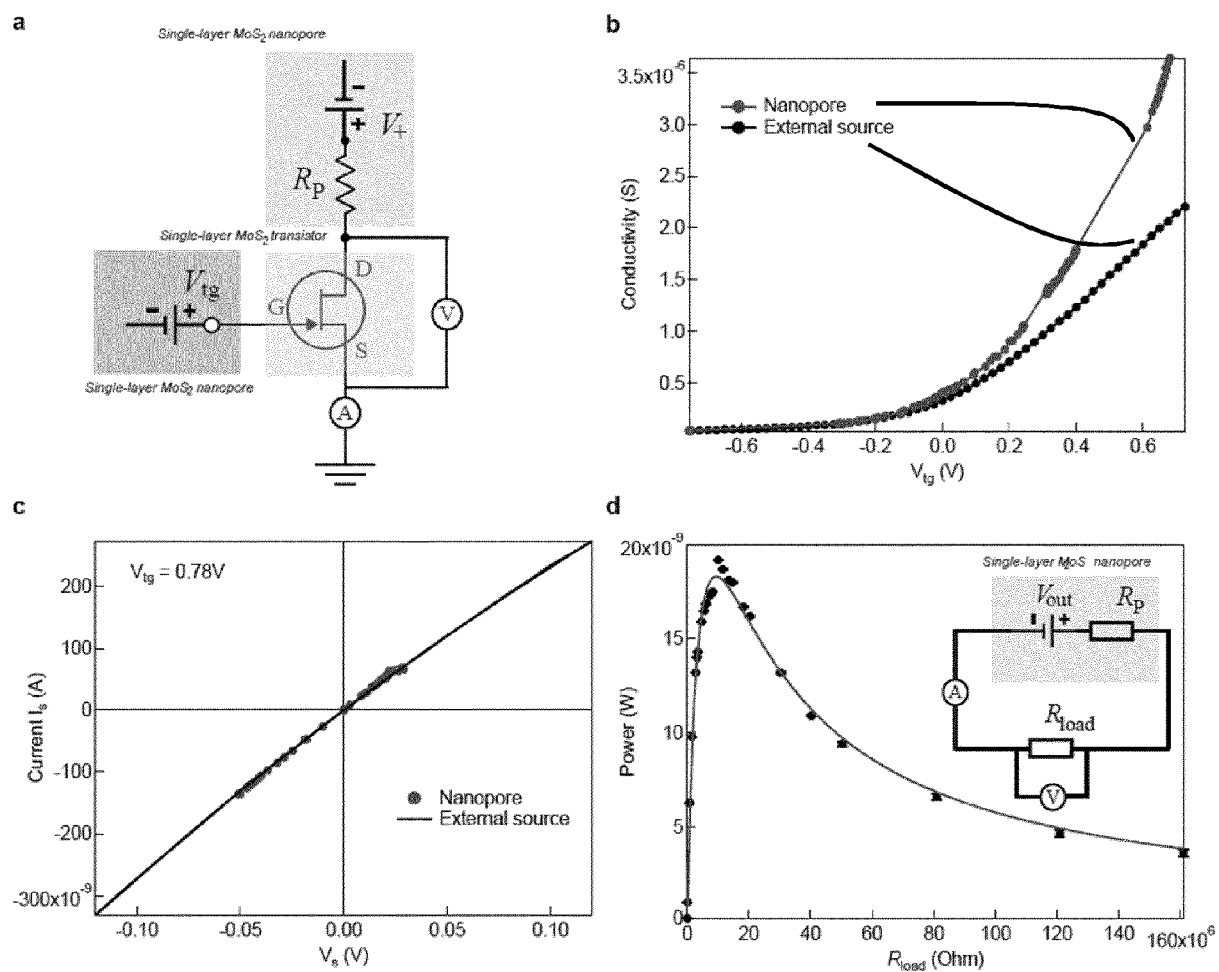 a
Single-layer MoS2 nanopore
-
+
V+
RP
Single-layer MoS2 transistor
D
Vtg
-
+
G
V
S
Single-layer MoS2 nanopore
A
b
3.5x10-6
3.0
2.5
2.0
1.5
1.0
0.5
Conductivity (S)
Nanopore
External source
-0.6
-0.4
-0.2
0.0
0.2
0.4
0.6
Vtg (V)
c
Vtg = 0.78V
200
100
0
-100
-200
-300x10-9
Current Is (A)
Nanopore
External source
-0.10
-0.05
0.00
0.05
0.10
Vs (V)
d
20x10-9
15
10
5
0
Power (W)
Single-layer M2oS nanopore
Vout
RP
-
+
A
Rload
V
0
20
40
60
80
100
120
160x106
Rload (Ohm)